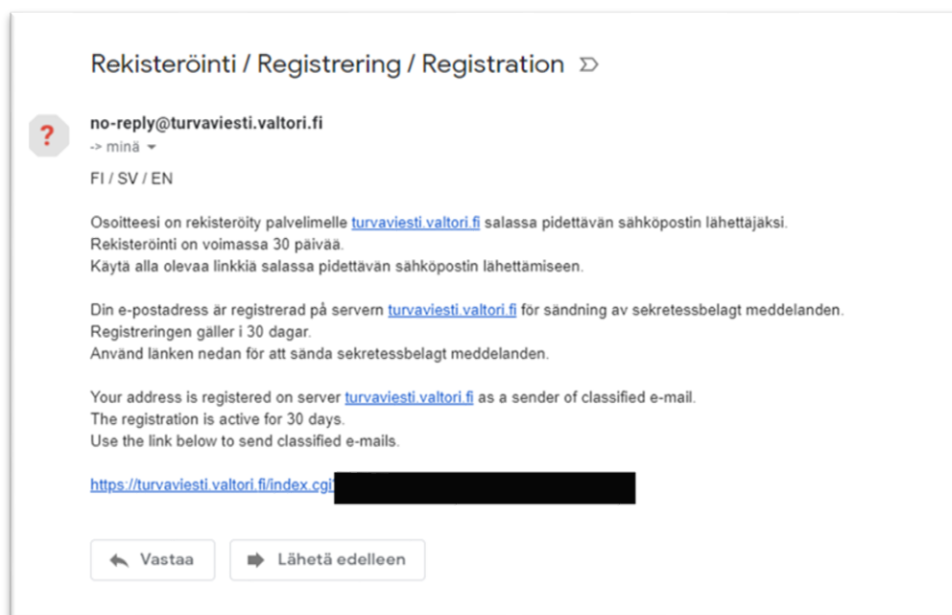 Rekisteröinti / Registrering / Registration
?
no-reply@turvaviesti.valtori.fi
-> minä
FI / SV / EN
Osoitteesi on rekisteröity palvelimelle turvaviesti.valtori.fi salassa pidettävän sähköpostin lähettäjäksi.
Rekisteröinti on voimassa 30 päivää.
Käytä alla olevaa linkkiä salassa pidettävän sähköpostin lähettämiseen.
Din e-postadress är registrerad på servern turvaviesti.valtori.fi för sändning av sekretessbelagt meddelanden.
Registreringen gäller i 30 dagar.
Använd länken nedan för att sända sekretessbelagt meddelanden.
Your address is registered on server turvaviesti.valtori.fi as a sender of classified e-mail.
The registration is active for 30 days.
Use the link below to send classified e-mails.
https://turvaviesti.valtori.fi/index.cgi
Vastaa
Lähetä edelleen